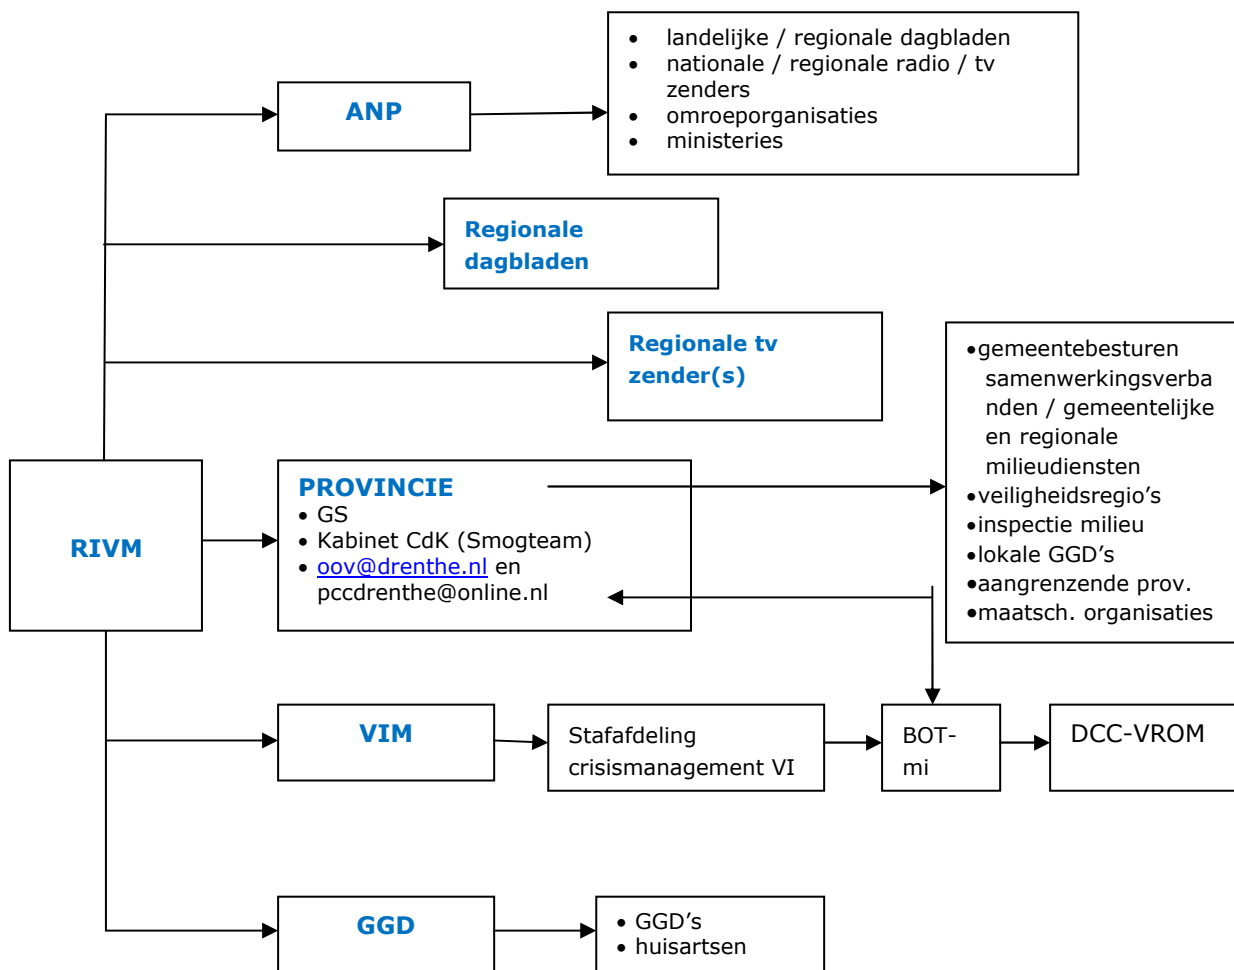 • landelijke / regionale dagbladen
• nationale / regionale radio / tv
zenders
• omroeporganisaties
• ministeries
ANP
Regionale
dagbladen
Regionale tv
zender(s)
•gemeentebesturen
samenwerkingsverba
nden / gemeentelijke
en regionale
milieudiensten
•veiligheidsregio’s
•inspectie milieu
•lokale GGD’s
•aangrenzende prov.
•maatsch. organisaties
RIVM
PROVINCIE
• GS
• Kabinet CdK (Smogteam)
• oov@drenthe.nl en
pccdrenthe@online.nl
VIM
Stafafdeling
crisismanagement VI
BOT-
mi
DCC-VROM
GGD
• GGD’s
• huisartsen